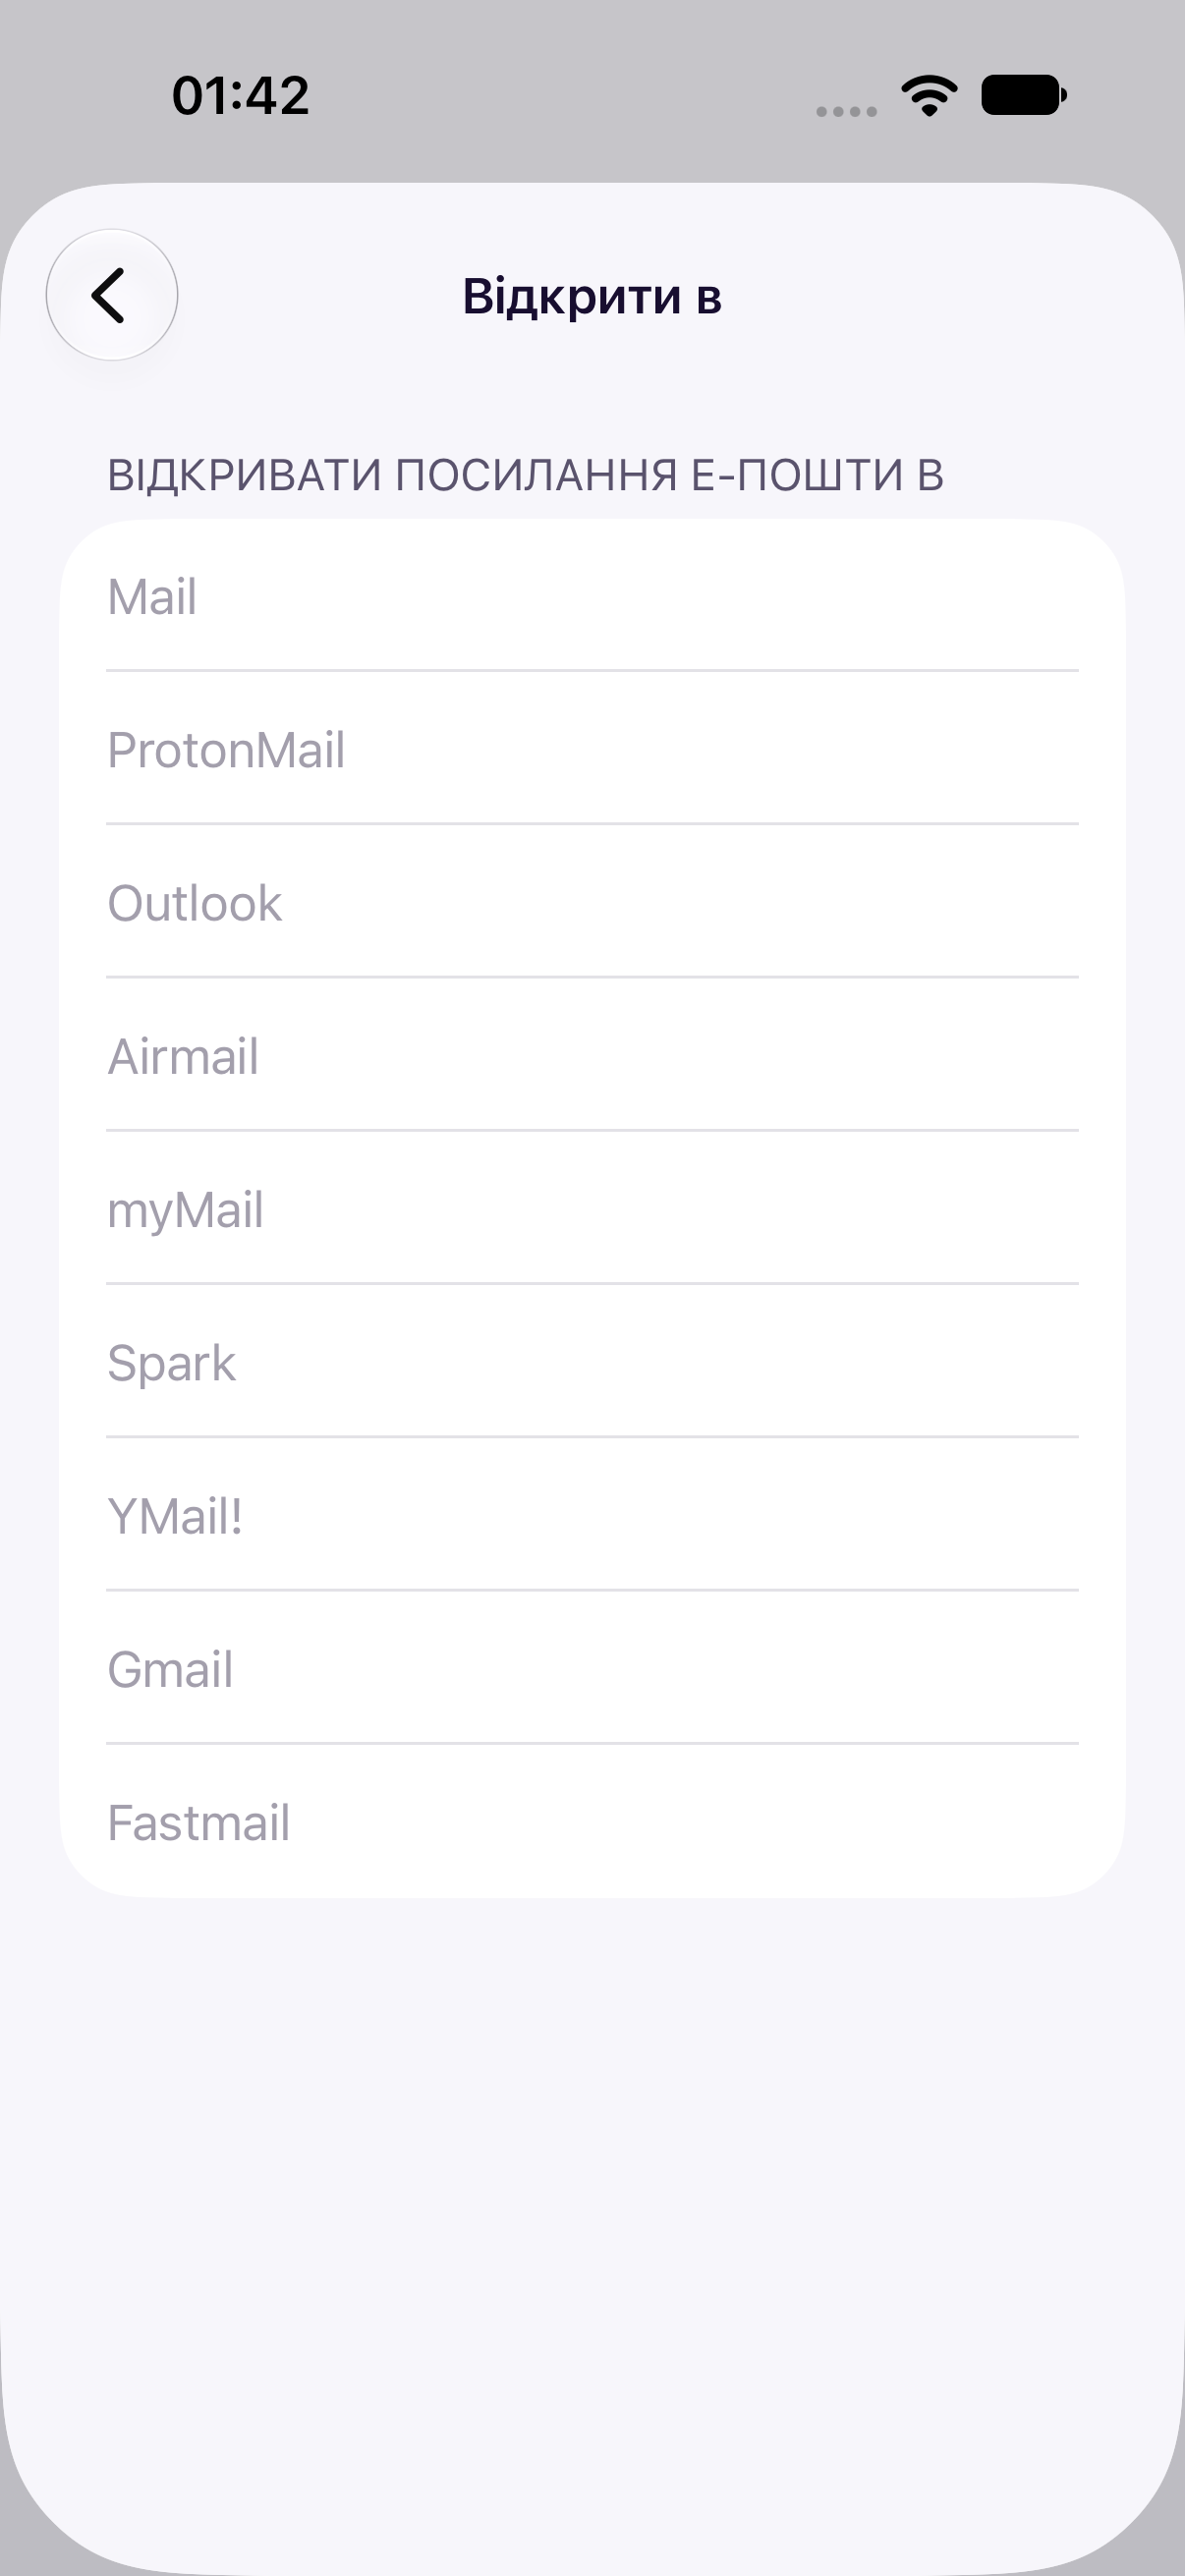 01:42
Відкрити в
ВІДКРИВАТИ ПОСИЛАННЯ Е-ПОШТИ В
Mail
ProtonMail
Outlook
Airmail
myMail
Spark
YMail!
Gmail
Fastmail